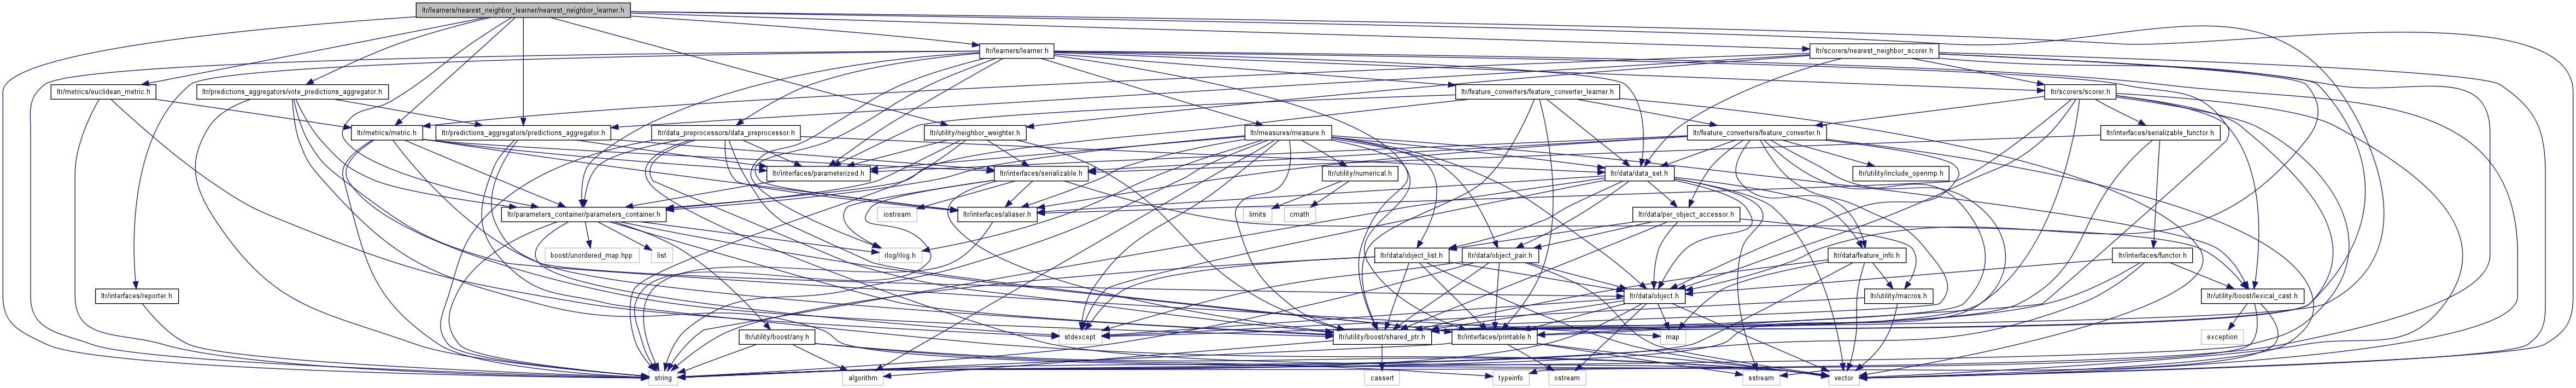 ltr/learners/nearest_neighbor_learner/nearest_neighbor_learner.h
ltr/learners/learner.h
ltr/scorers/nearest_neighbor_scorer.h
ltr/metrics/euclidean_metric.h
ltr/predictions_aggregators/vote_predictions_aggregator.h
ltr/feature_converters/feature_converter_learner.h
ltr/scorers/scorer.h
ltr/metrics/metric.h
ltr/predictions_aggregators/predictions_aggregator.h
ltr/data_preprocessors/data_preprocessor.h
ltr/utility/neighbor_weighter.h
ltr/measures/measure.h
ltr/feature_converters/feature_converter.h
ltr/interfaces/serializable_functor.h
ltr/interfaces/parameterized.h
ltr/interfaces/serializable.h
ltr/utility/numerical.h
ltr/data/data_set.h
ltr/utility/include_openmp.h
ltr/parameters_container/parameters_container.h
iostream
ltr/interfaces/aliaser.h
limits
cmath
ltr/data/per_object_accessor.h
boost/unordered_map.hpp
list
rlog/rlog.h
ltr/data/object_list.h
ltr/data/object_pair.h
ltr/data/feature_info.h
ltr/interfaces/functor.h
ltr/interfaces/reporter.h
ltr/data/object.h
ltr/utility/macros.h
ltr/utility/boost/lexical_cast.h
ltr/utility/boost/any.h
stdexcept
ltr/utility/boost/shared_ptr.h
ltr/interfaces/printable.h
map
exception
string
algorithm
cassert
typeinfo
ostream
sstream
vector